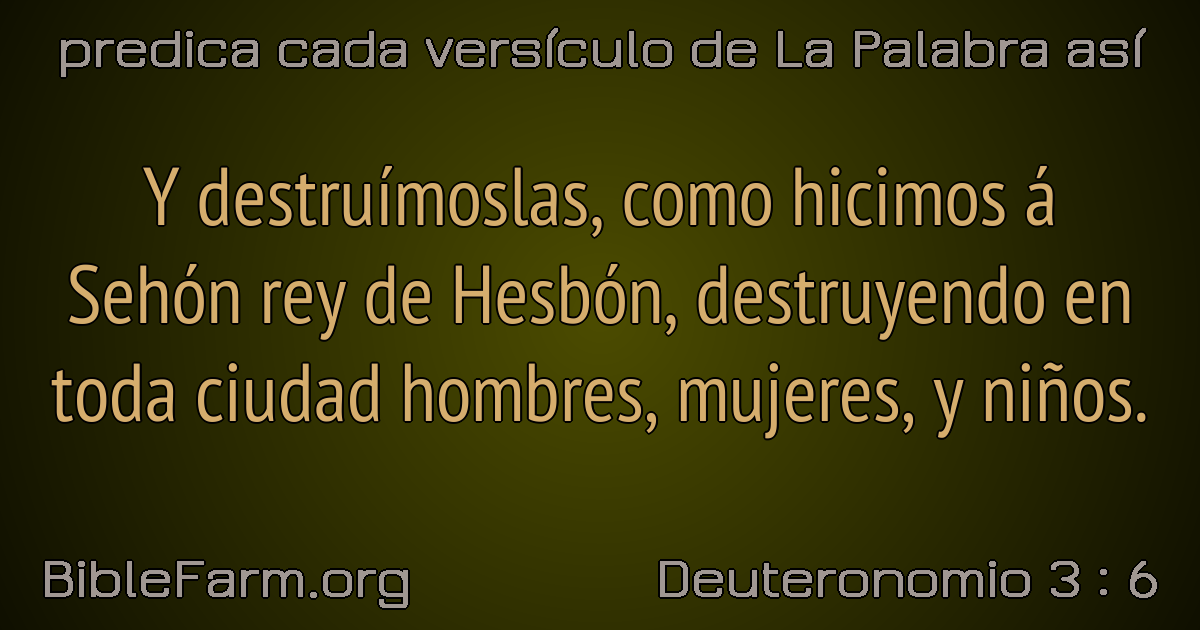 predica cada versículo de La Palabra así
Y destruímoslas, como hicimos á
Sehón rey de Hesbón, destruyendo en
toda ciudad hombres, mujeres, y niños.
BibleFarm.org
Deuteronomio 3 : 6